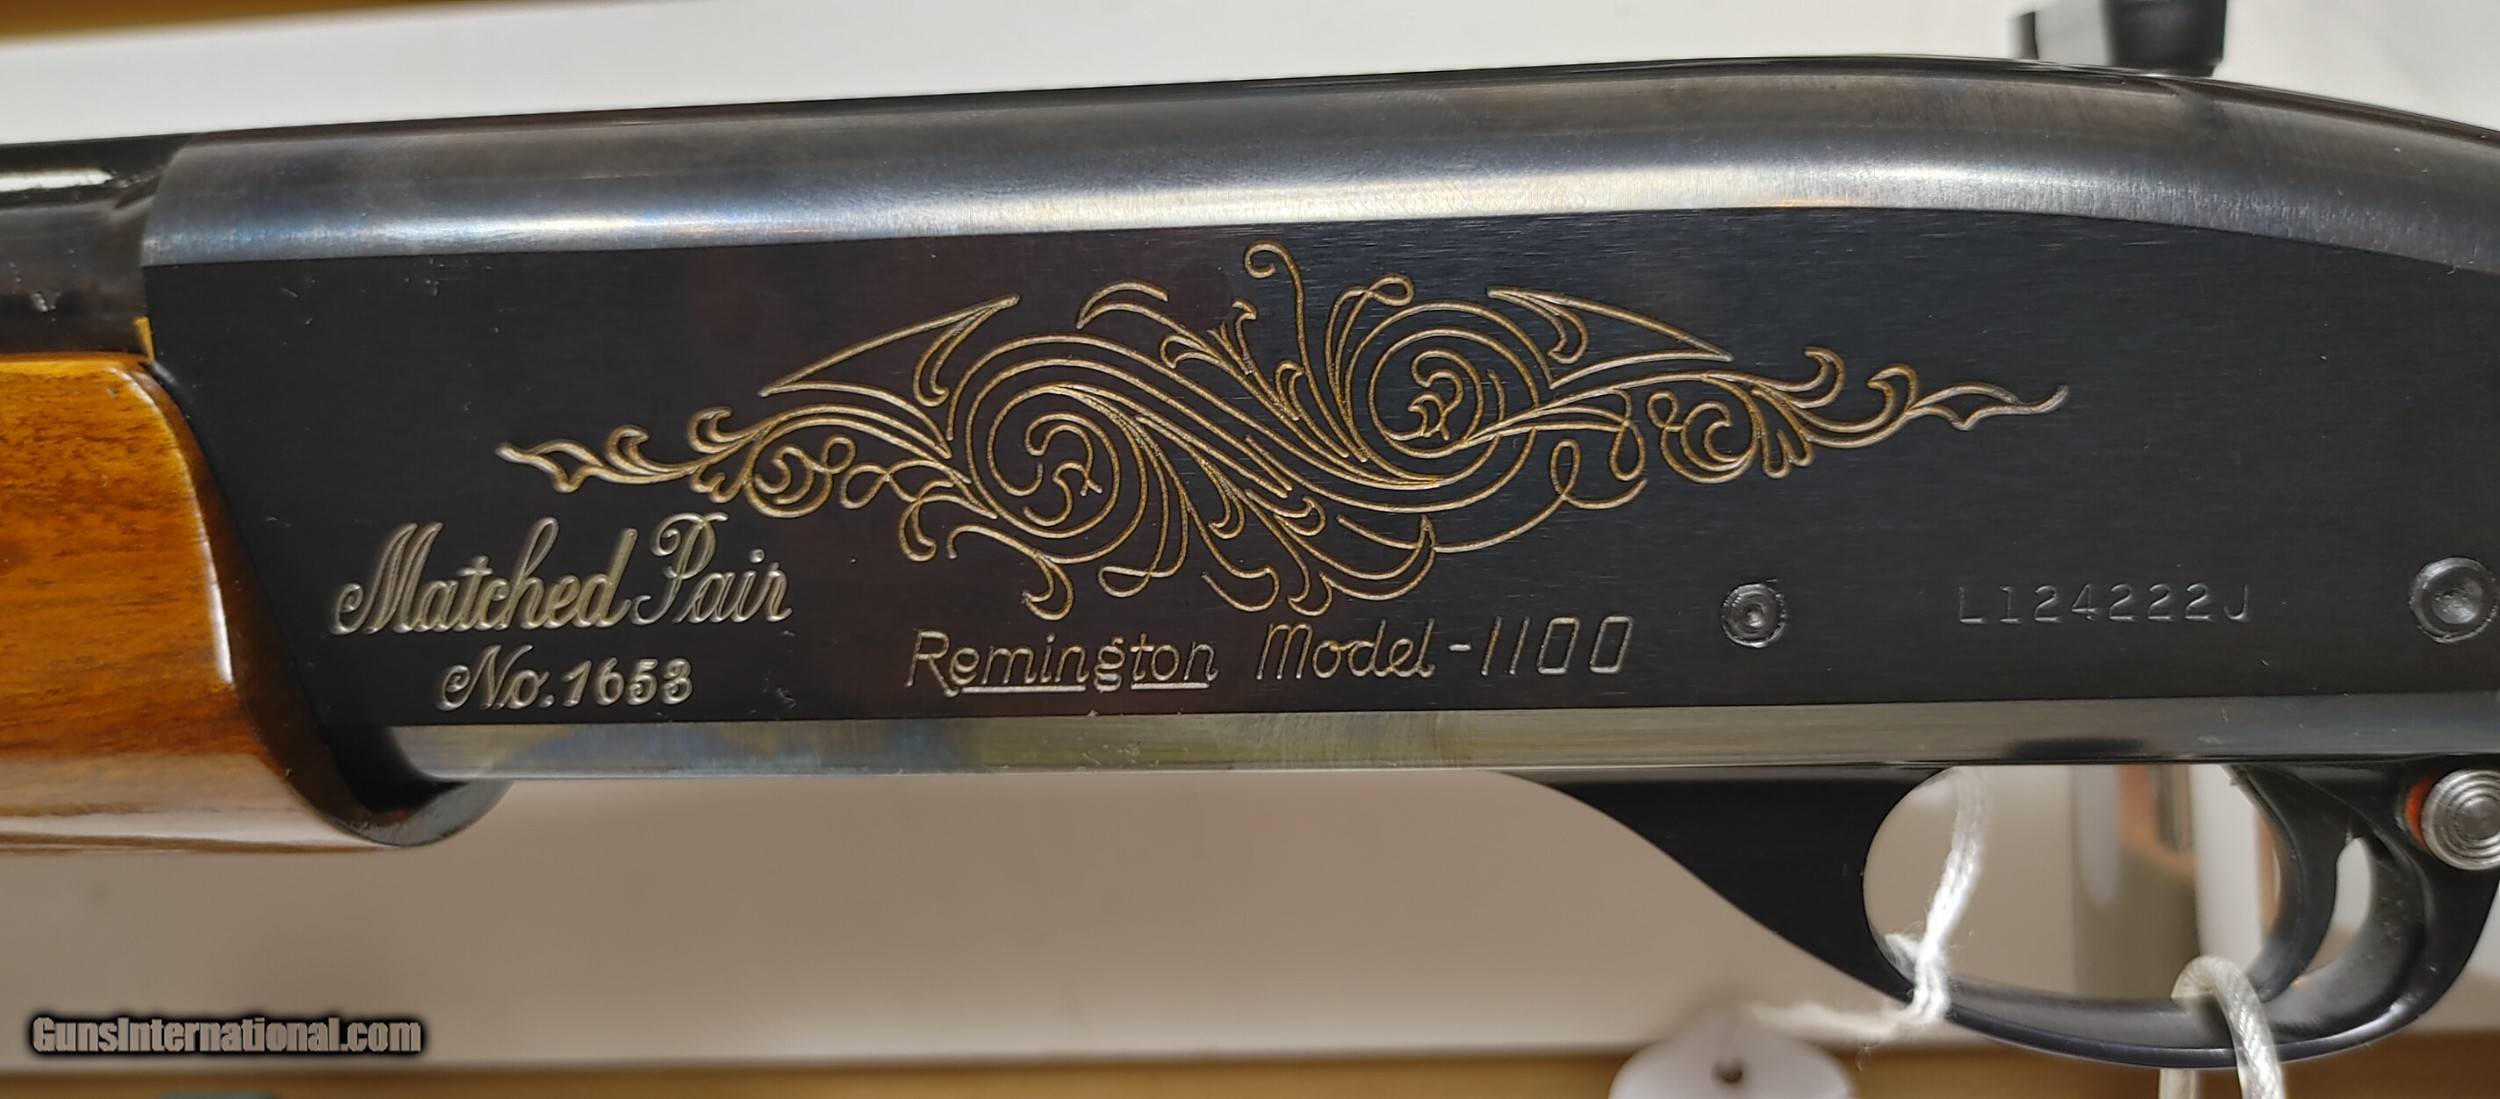 Matched Pair
No. 1653
Remington Model-1100
L124222J
GunsInternational.com